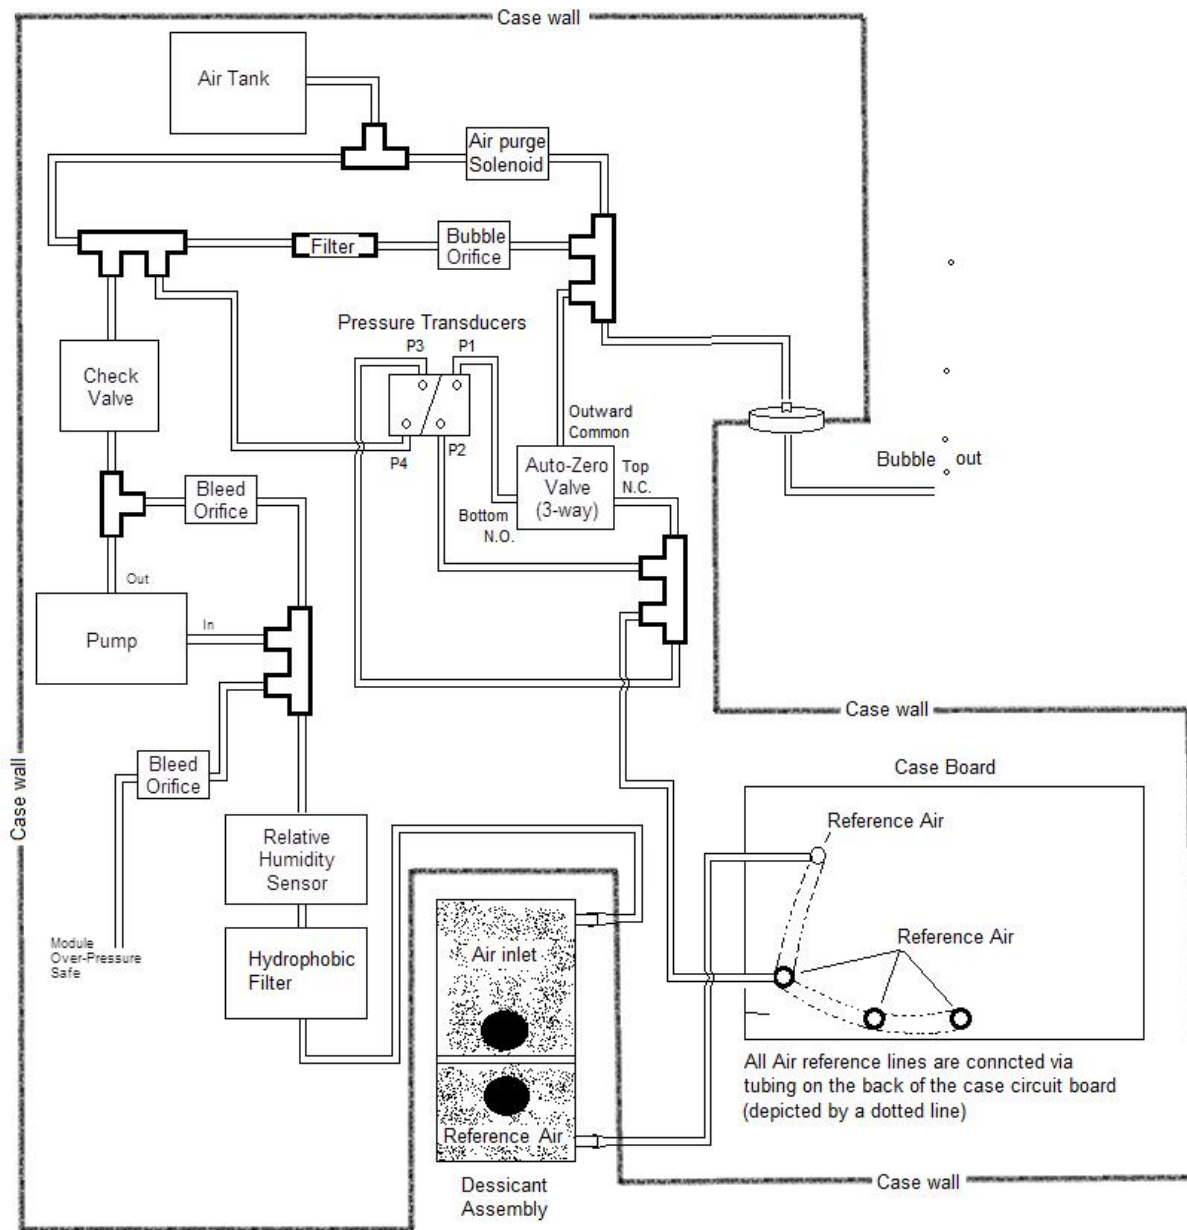 Case wall
Air Tank
Air purge
Solenoid
Filter
Bubble
Orifice
Pressure Transducers
P3
P1
Check
Valve
Outward
Common
P4
P2
Bubble out
Auto-Zero
Valve
(3-way)
Top
N.C.
Bleed
Orifice
Bottom
N.O.
Out
In
Pump
Case wall
Bleed
Orifice
Case Board
Case wall
Reference Air
Relative
Humidity
Sensor
Module
Over-Pressure
Safe
Hydrophobic
Filter
Air inlet
Reference Air
All Air reference lines are conncted via
tubing on the back of the case circuit board
(depicted by a dotted line)
Reference Air
Case wall
Dessicant
Assembly